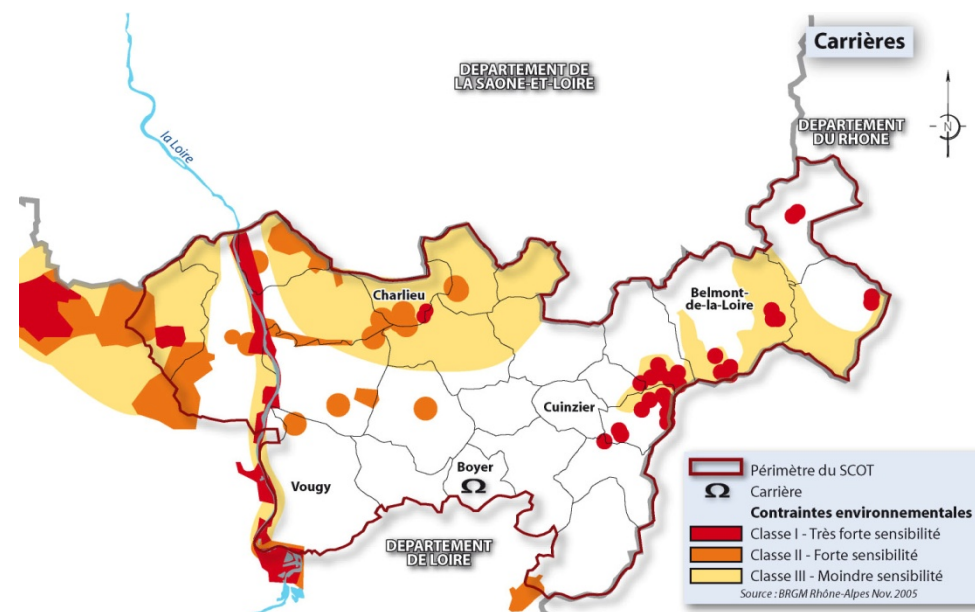 Carrières
DEPARTEMENT DE
LA SAONE-ET-LOIRE
la Loire
N
DEPARTEMENT
DU RHONE
Charlieu
Belmont-
de-la-Loire
Cuinzier
Boyer
Ω
Vougy
DEPARTEMENT
DE LOIRE
Périmètre du SCOT
Ω Carrière
Contraintes environnementales
Classe I - Très forte sensibilité
Classe II - Forte sensibilité
Classe III - Moindre sensibilité
Source : BRGM Rhône-Alpes Nov. 2005